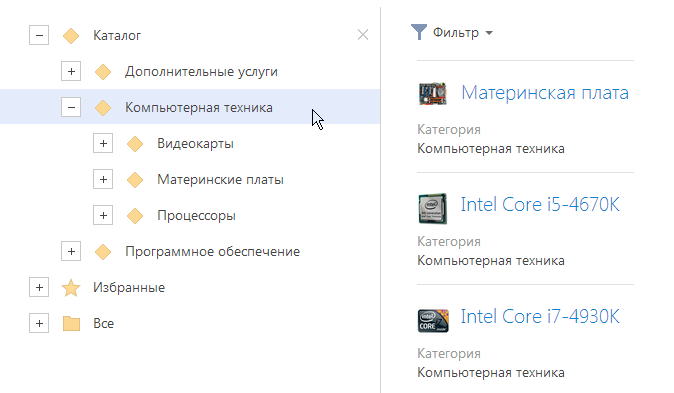 Каталог
Дополнительные услуги
Компьютерная техника
Видеокарты
Материнские платы
Процессоры
Программное обеспечение
Избранные
Все
Фильтр
Материнская плата
Категория
Компьютерная техника
Intel Core i5-4670K
Категория
Компьютерная техника
Intel Core i7-4930K
Категория
Компьютерная техника